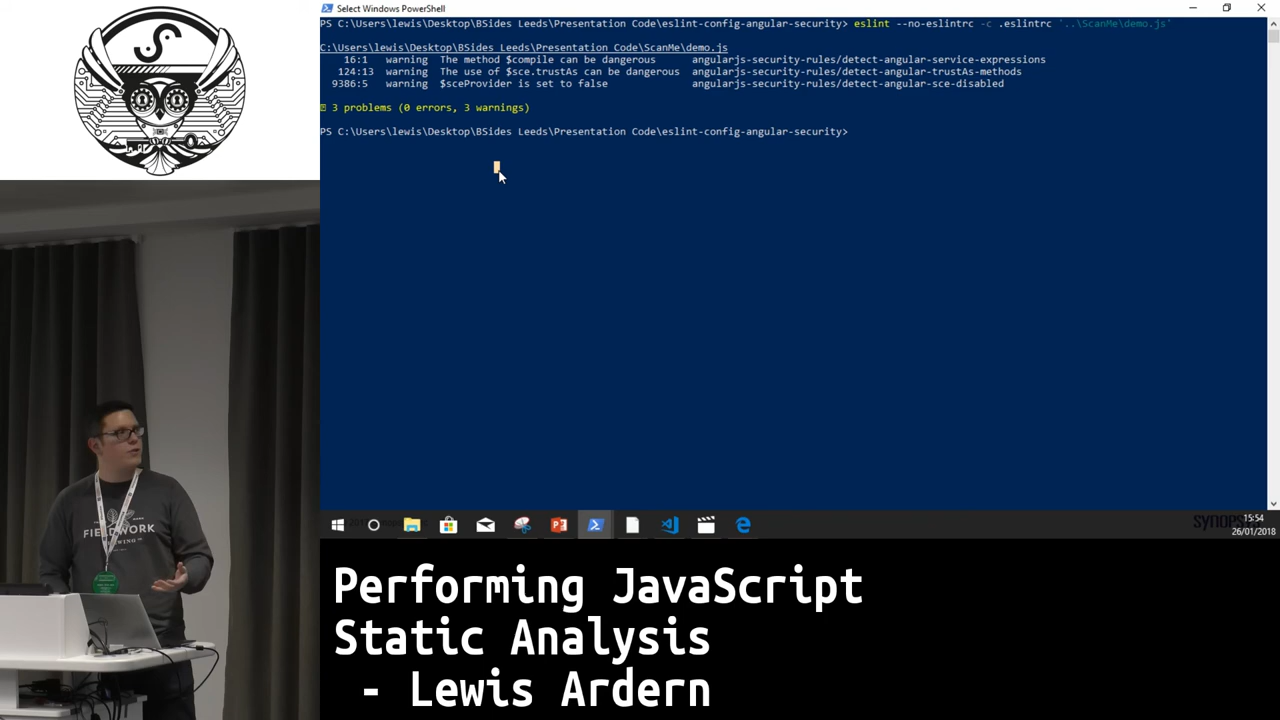 Select Windows PowerShell
PS C:\Users\lewis\Desktop\BSides Leeds\Presentation Code\eslint-config-angular-security> eslint --no-eslintrc -c .eslintrc '..\ScanMe\demo.js'
C:\Users\lewis\Desktop\BSides Leeds\Presentation Code\ScanMe\demo.js
16:1 warning The method $compile can be dangerous angularjs-security-rules/detect-angular-service-expressions
124:13 warning The use of $sce.trustAs can be dangerous angularjs-security-rules/detect-angular-trustAs-methods
9386:5 warning $sceProvider is set to false angularjs-security-rules/detect-angular-sce-disabled
3 problems (0 errors, 3 warnings)
PS C:\Users\lewis\Desktop\BSides Leeds\Presentation Code\eslint-config-angular-security>
FIELDWORK
BREWING
15:54
26/01/2018
Performing JavaScript
Static Analysis
- Lewis Ardern